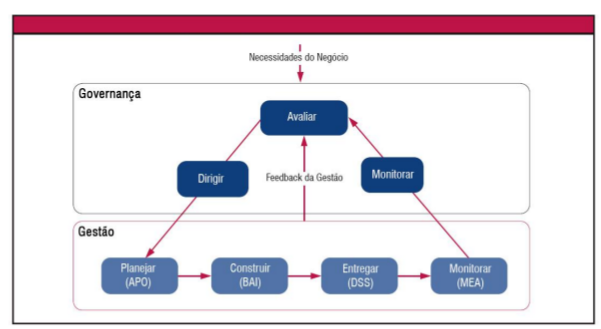 Necessidades do Negócio
Governança
Avaliar
Dirigir
Feedback da Gestão
Monitorar
Gestão
Planejar
(APO)
Construir
(BAI)
Entregar
(DSS)
Monitorar
(MEA)